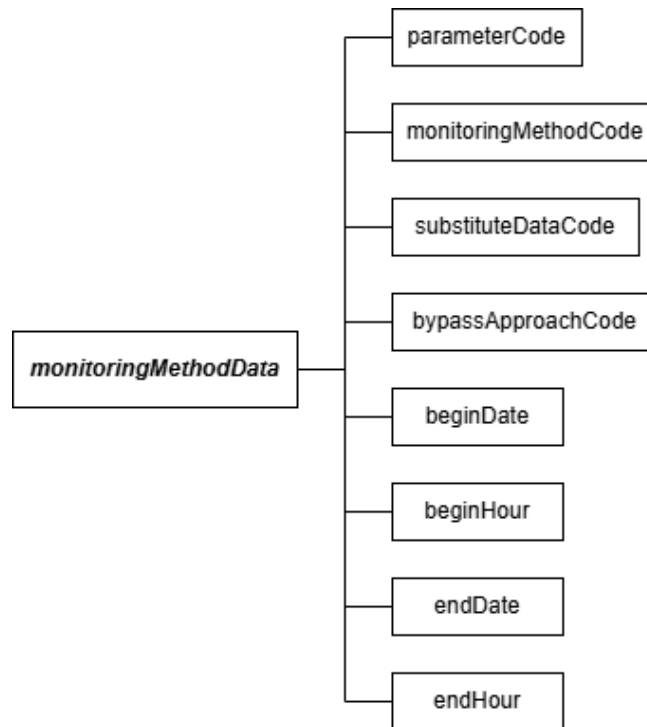 parameterCode
monitoringMethodCode
substituteDataCode
bypassApproachCode
monitoringMethodData
beginDate
beginHour
endDate
endHour